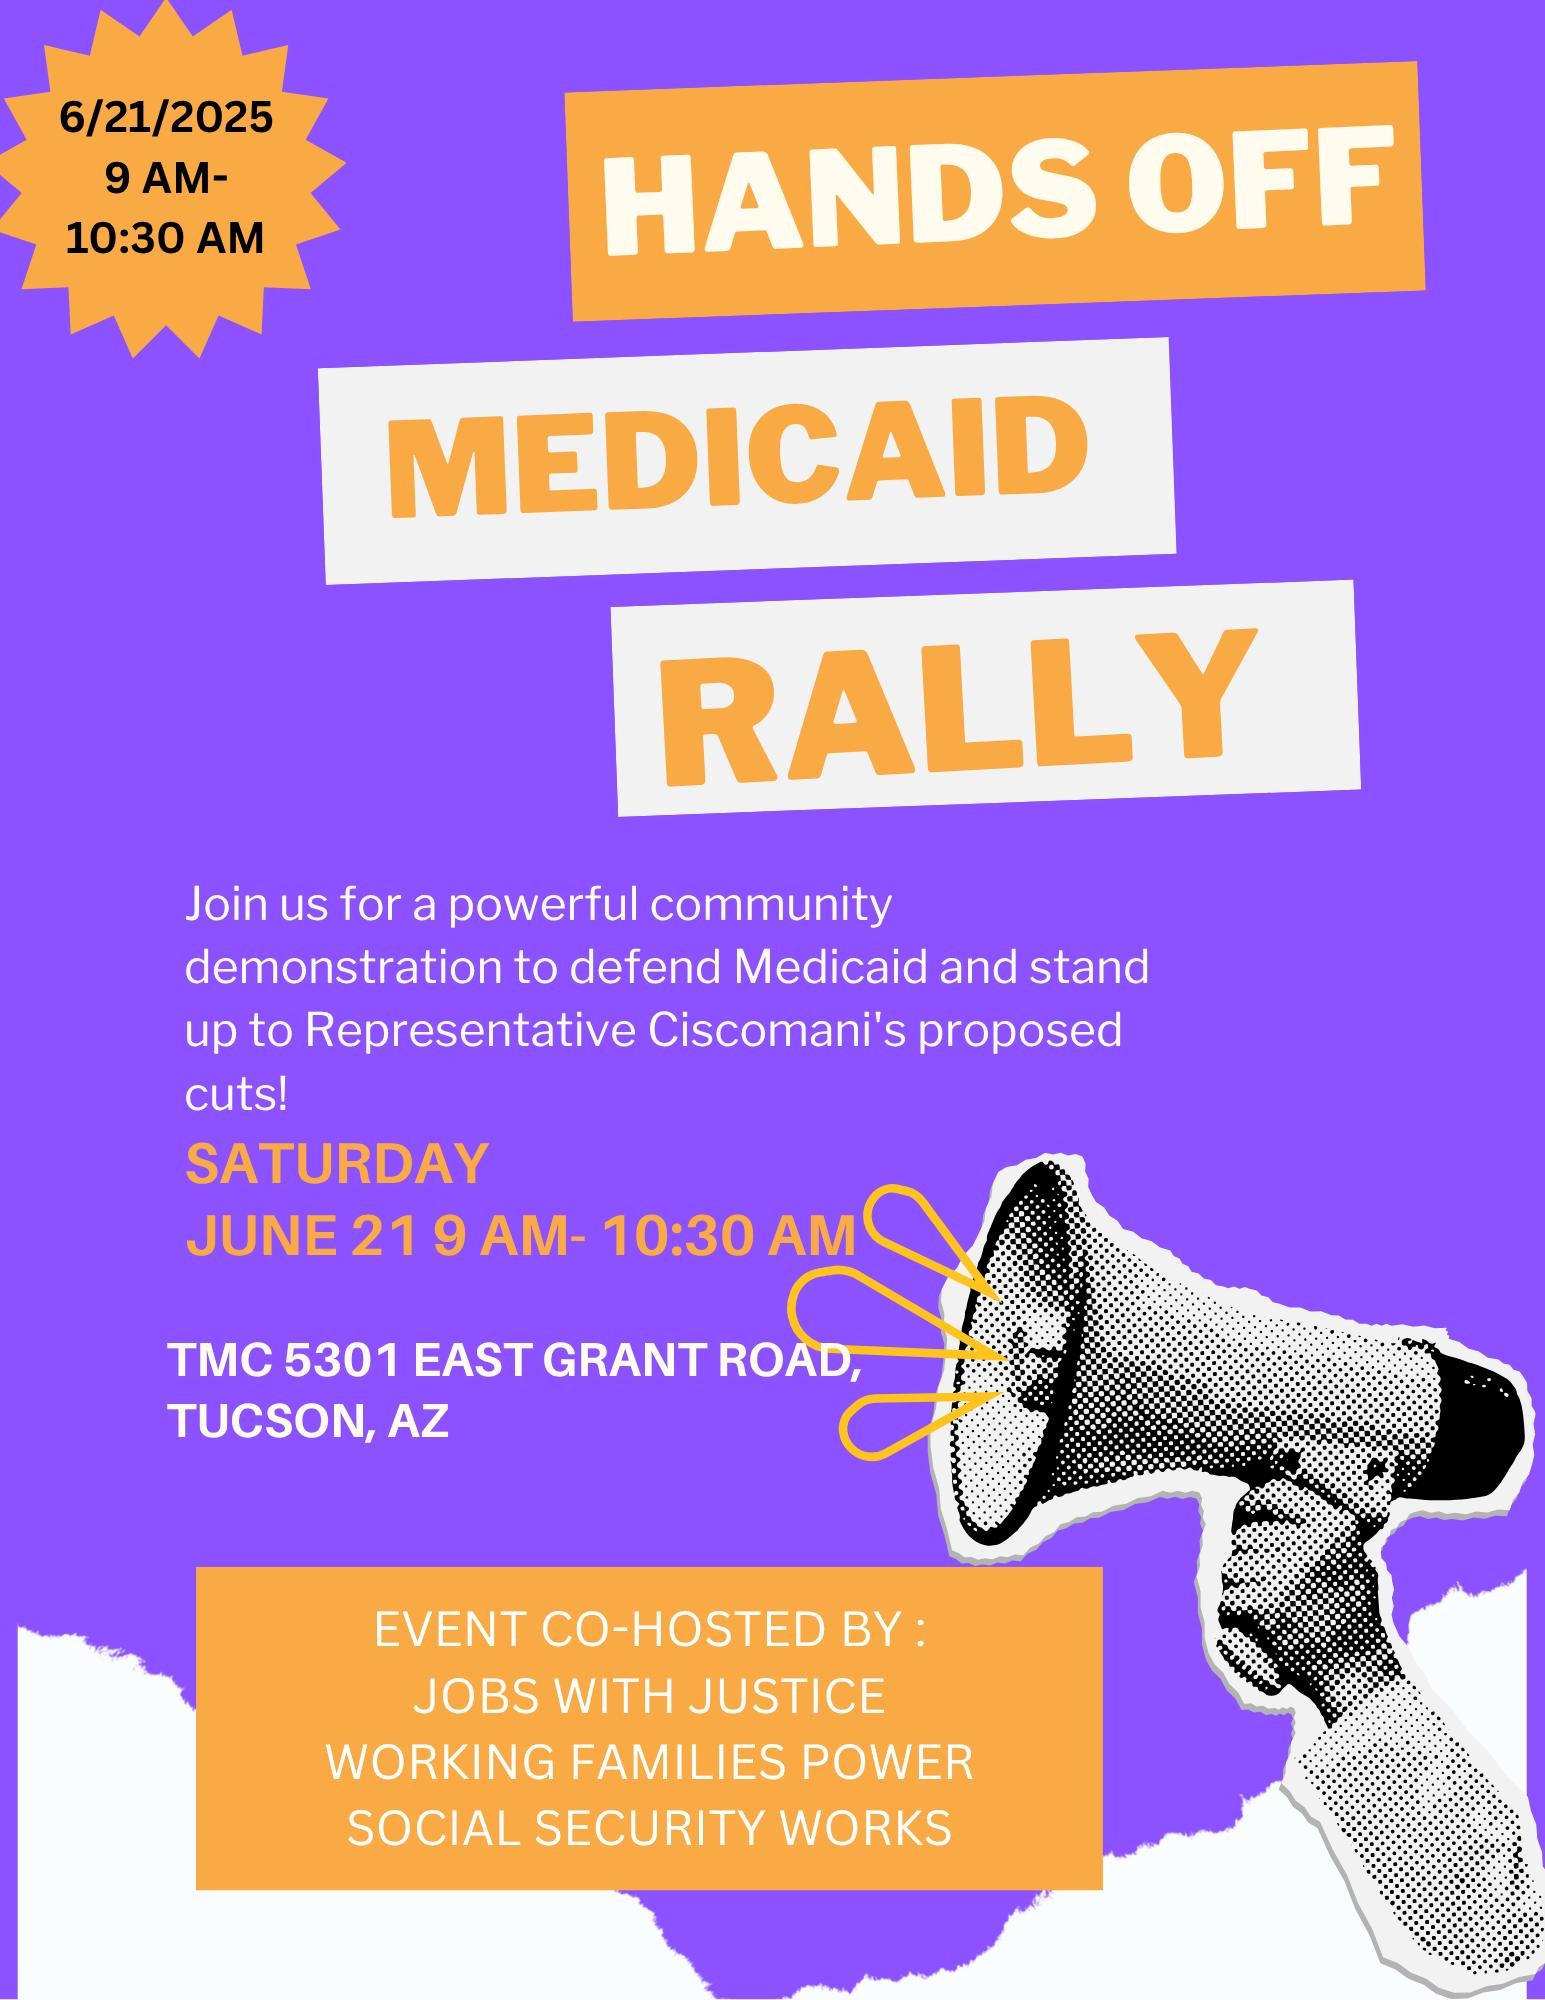 6/21/2025
9 AM-
10:30 AM
HANDS OFF
MEDICAID
RALLY
Join us for a powerful community
demonstration to defend Medicaid and stand
up to Representative Ciscomani's proposed
cuts!
SATURDAY
JUNE 21 9 AM- 10:30 AM
TMC 5301 EAST GRANT ROAD,
TUCSON, AZ
EVENT CO-HOSTED BY :
JOBS WITH JUSTICE
WORKING FAMILIES POWER
SOCIAL SECURITY WORKS